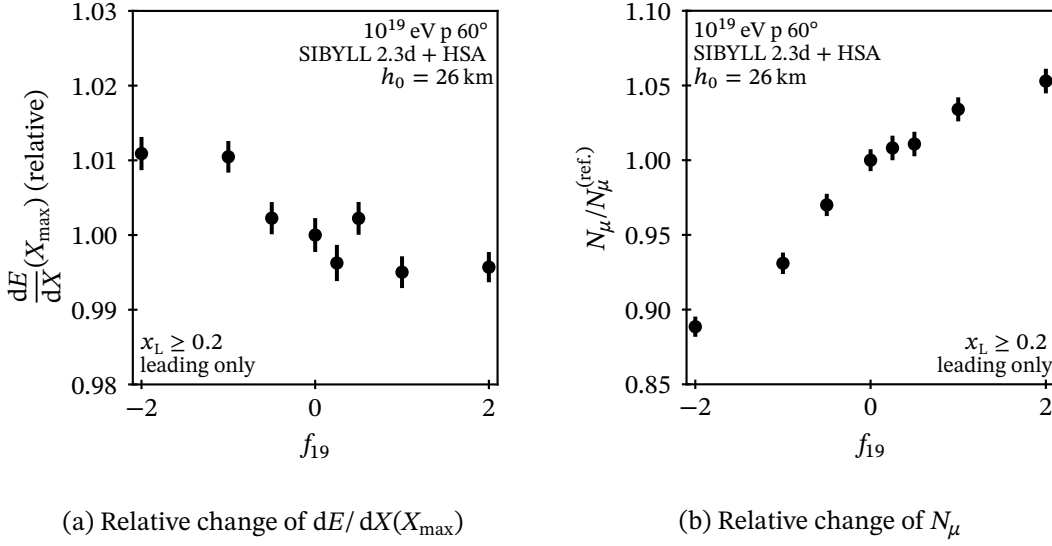 1.03
1.02
1.01
1.00
0.99
0.98
dE/dX(X_max) (relative)
10^19 eV p 60°
SIBYLL 2.3d + HSA
h_0 = 26 km
x_L ≥ 0.2
leading only
−2 0 2
f_19
(a) Relative change of dE/ dX(X_max)
1.10
1.05
1.00
0.95
0.90
0.85
N_μ/N_μ^(ref.)
10^19 eV p 60°
SIBYLL 2.3d + HSA
h_0 = 26 km
x_L ≥ 0.2
leading only
−2 0 2
f_19
(b) Relative change of N_μ